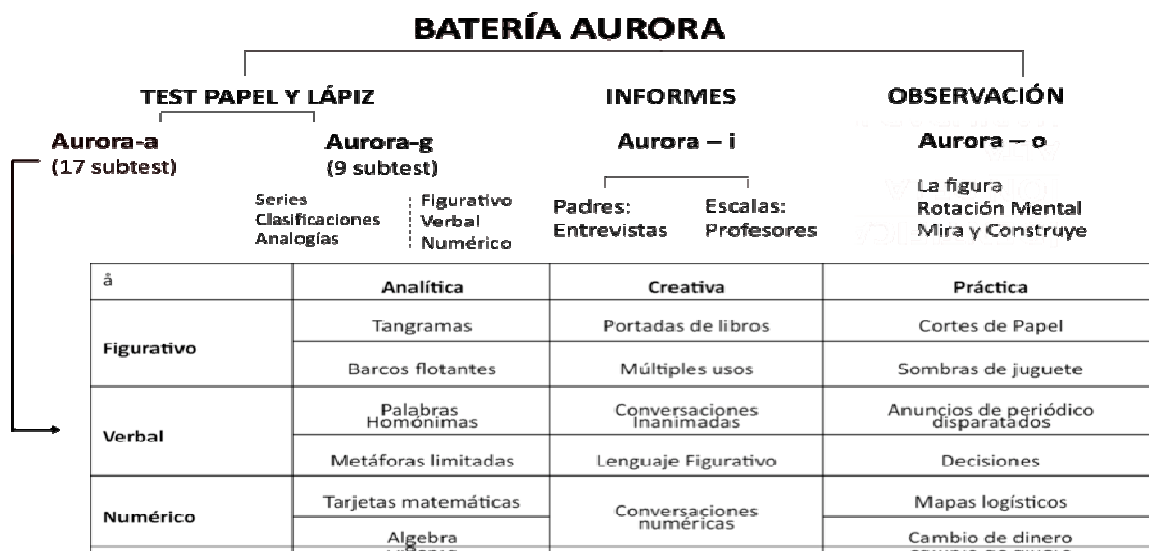 BATERÍA AURORA
TEST PAPEL Y LÁPIZ
INFORMES
OBSERVACIÓN
Aurora-a
(17 subtest)
Aurora-g
(9 subtest)
Aurora – i
Aurora – o
Series
Clasificaciones
Analogías
Figurativo
Verbal
Numérico
Padres:
Entrevistas
Escalas:
Profesores
La figura
Rotación Mental
Mira y Construye
Analítica
Creativa
Práctica
Figurativo
Tangramas
Portadas de libros
Cortes de Papel
Barcos flotantes
Múltiples usos
Sombras de juguete
Verbal
Palabras
Homónimas
Conversaciones
Inanimadas
Anuncios de periódico
disparatados
Metáforas limitadas
Lenguaje Figurativo
Decisiones
Numérico
Tarjetas matemáticas
Conversaciones
numéricas
Mapas logísticos
Algebra
Cambio de dinero